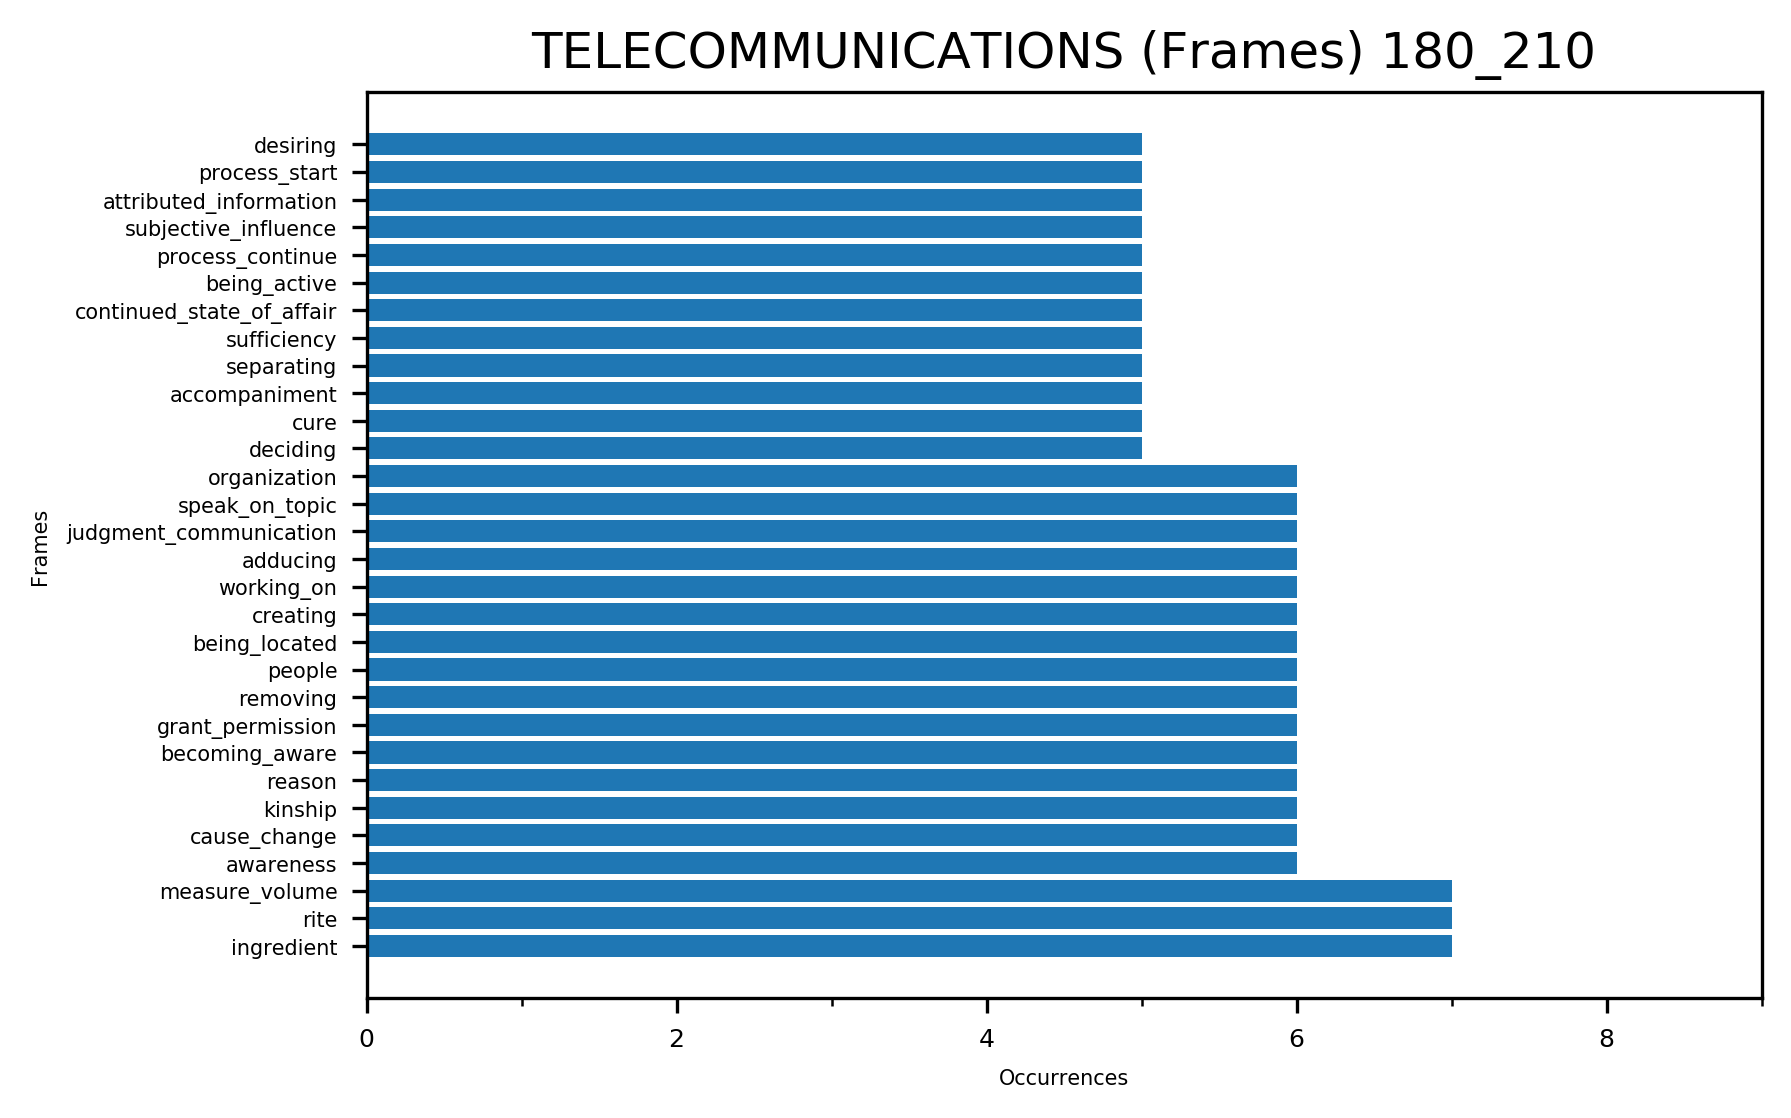 TELECOMMUNICATIONS (Frames) 180_210
desiring
process_start
attributed_information
subjective_influence
process_continue
being_active
continued_state_of_affair
sufficiency
separating
accompaniment
cure
deciding
organization
speak_on_topic
judgment_communication
adducing
working_on
creating
being_located
people
removing
grant_permission
becoming_aware
reason
kinship
cause_change
awareness
measure_volume
rite
ingredient
Frames
0 2 4 6 8
Occurrences